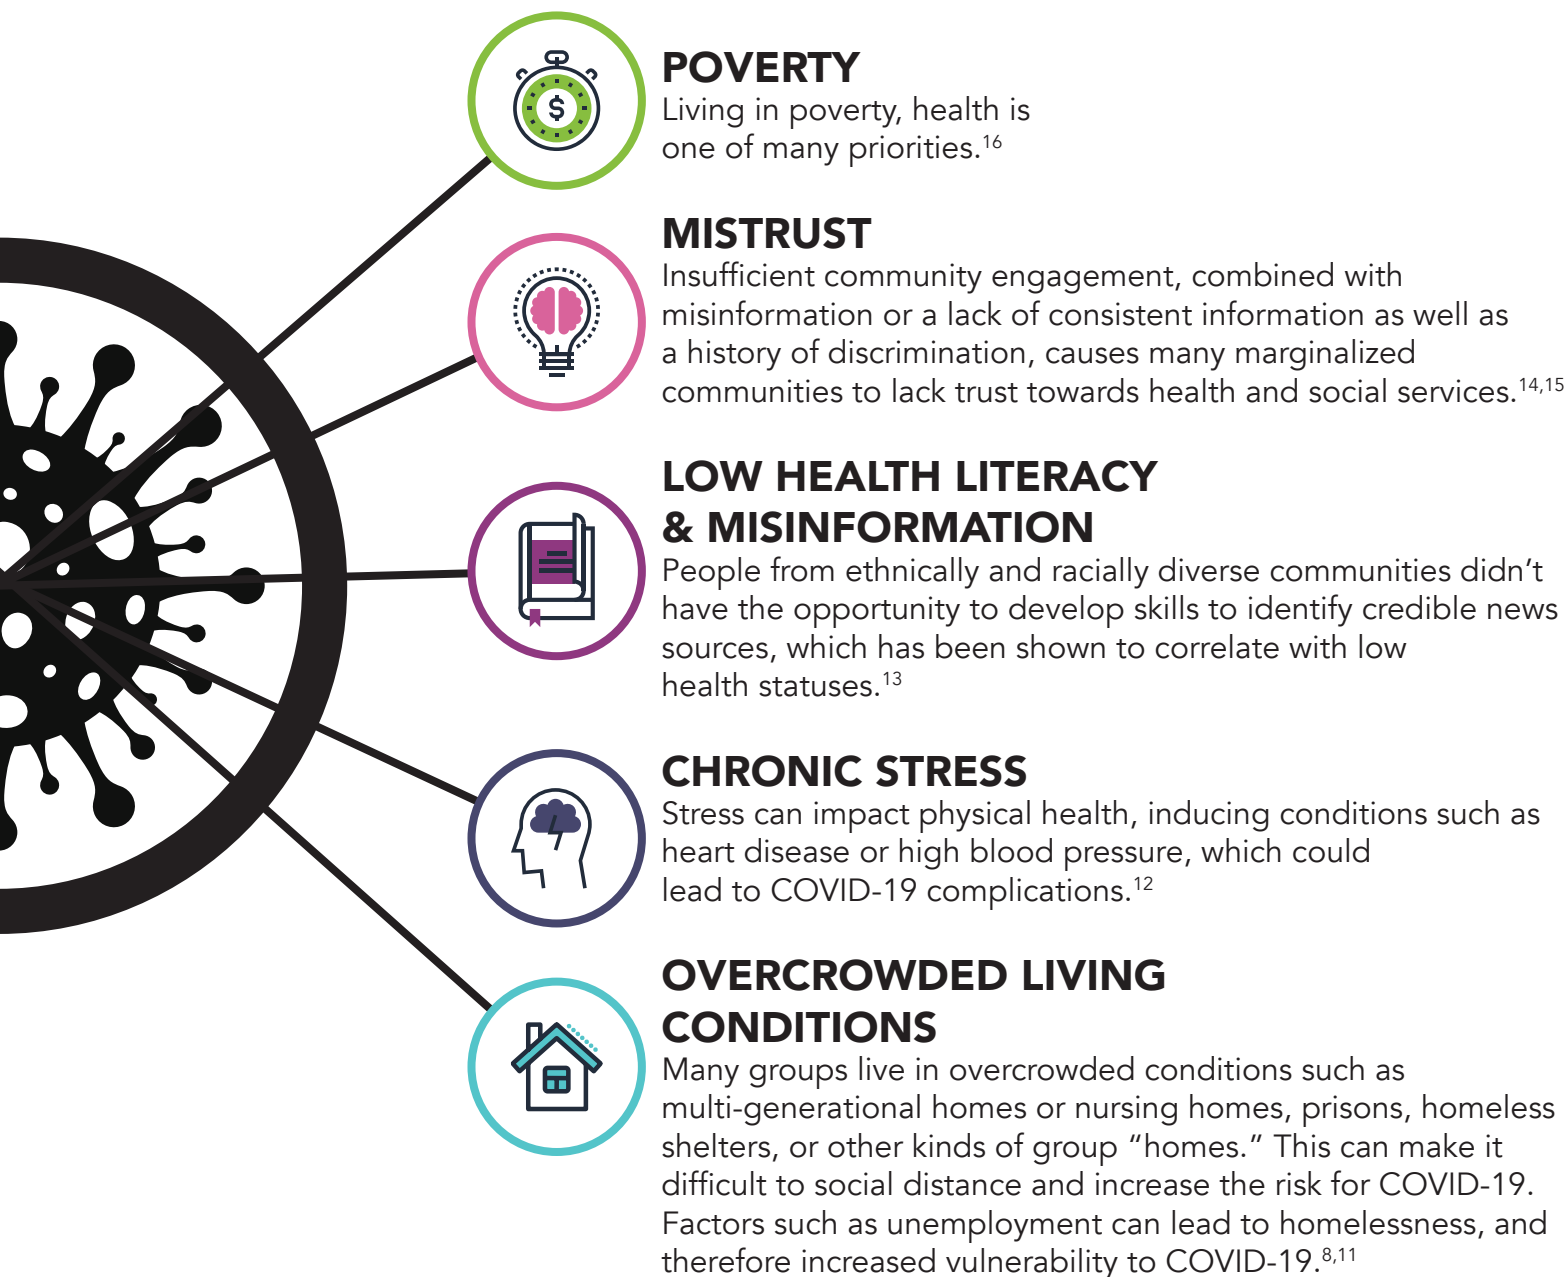 POVERTY
Living in poverty, health is
one of many priorities.16
MISTRUST
Insufficient community engagement, combined with
misinformation or a lack of consistent information as well as
a history of discrimination, causes many marginalized
communities to lack trust towards health and social services.14,15
LOW HEALTH LITERACY
& MISINFORMATION
People from ethnically and racially diverse communities didn’t
have the opportunity to develop skills to identify credible news
sources, which has been shown to correlate with low
health statuses.13
CHRONIC STRESS
Stress can impact physical health, inducing conditions such as
heart disease or high blood pressure, which could
lead to COVID-19 complications.12
OVERCROWDED LIVING
CONDITIONS
Many groups live in overcrowded conditions such as
multi-generational homes or nursing homes, prisons, homeless
shelters, or other kinds of group “homes.” This can make it
difficult to social distance and increase the risk for COVID-19.
Factors such as unemployment can lead to homelessness, and
therefore increased vulnerability to COVID-19.8,11